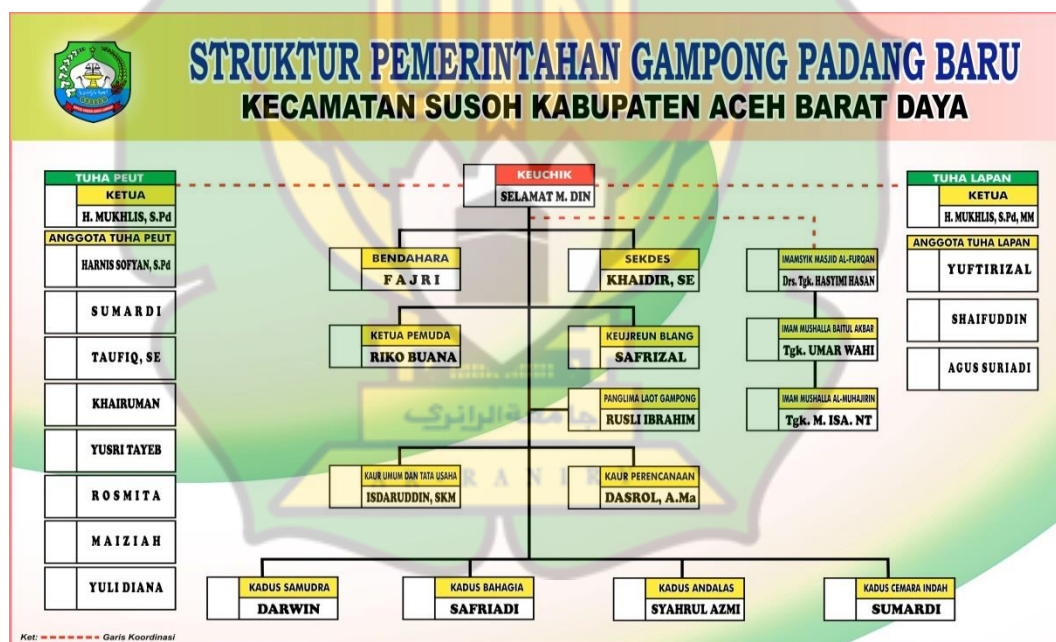 STRUKTUR PEMERINTAHAN GAMPONG PADANG BARU
KECAMATAN SUSOH KABUPATEN ACEH BARAT DAYA
TUHA PEUT
KETUA
H. MUKHLIS, S.Pd
ANGGOTA TUHA PEUT
HARNIS SOFYAN, S.Pd
SUMARDI
TAUFIQ, SE
KHAIRUMAN
YUSRI TAYEB
ROSMITA
MAIZIAH
YULI DIANA
KEUCHIK
SELAMAT M. DIN
BENDAHARA
FAJRI
SEKDES
KHAIDIR, SE
KETUA PEMUDA
RIKO BUANA
KEUJREUN BLANG
SAFRIZAL
PANGLIMA LAOT GAMPONG
RUSLI IBRAHIM
KAUR UMUM DAN TATA USAHA
ISDARUDDIN, SKM
KAUR PERENCANAAN
DASROL, A.Ma
IMAMSYIK MASJID AL-FURQAN
Drs. Tgk. HASYIMI HASAN
IMAM MUSHALLA BAITUL AKBAR
Tgk. UMAR WAHI
IMAM MUSHALLA AL-MUHAJIRIN
Tgk. M. ISA. NT
TUHA LAPAN
KETUA
H. MUKHLIS, S.Pd, MM
ANGGOTA TUHA LAPAN
YUFTIRIZAL
SHAIFUDDIN
AGUS SURIADI
KADUS SAMUDRA
DARWIN
KADUS BAHAGIA
SAFRIADI
KADUS ANDALAS
SYAHRUL AZMI
KADUS CEMARA INDAH
SUMARDI
جامعة الرانري
Ket: Garis Koordinasi